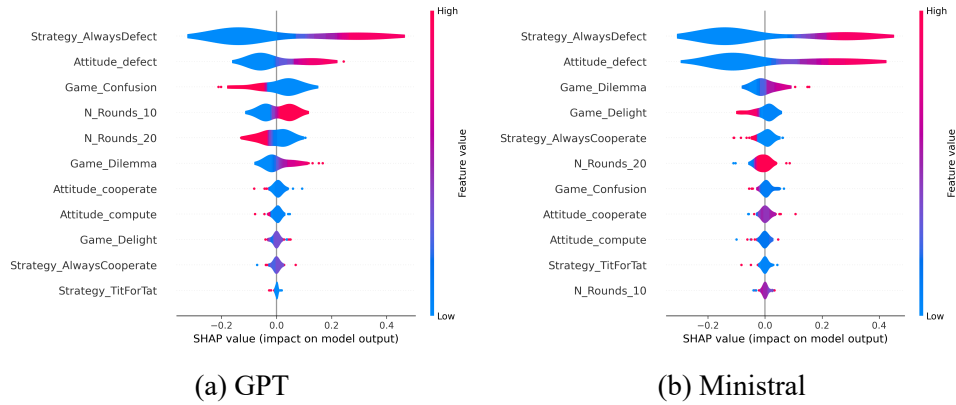 Strategy_AlwaysDefect
Attitude_defect
Game_Confusion
N_Rounds_10
N_Rounds_20
Game_Dilemma
Attitude_cooperate
Attitude_compute
Game_Delight
Strategy_AlwaysCooperate
Strategy_TitForTat
−0.2 0.0 0.2 0.4
SHAP value (impact on model output)
High
Feature value
Low
(a) GPT
Strategy_AlwaysDefect
Attitude_defect
Game_Dilemma
Game_Delight
Strategy_AlwaysCooperate
N_Rounds_20
Game_Confusion
Attitude_cooperate
Attitude_compute
Strategy_TitForTat
N_Rounds_10
−0.2 0.0 0.2 0.4
SHAP value (impact on model output)
High
Feature value
Low
(b) Ministral